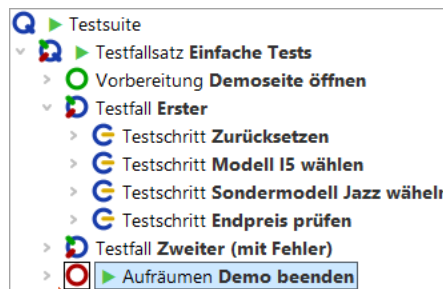 Testsuite
Testfallsatz Einfache Tests
Vorbereitung Demoseite öffnen
Testfall Erster
Testschritt Zurücksetzen
Testschritt Modell I5 wählen
Testschritt Sondermodell Jazz wäheln
Testschritt Endpreis prüfen
Testfall Zweiter (mit Fehler)
Aufräumen Demo beenden